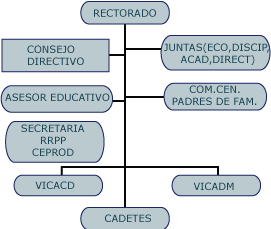 RECTORADO
CONSEJO
DIRECTIVO
JUNTAS(ECO,DISCIP,
ACAD,DIRECT)
ASESOR EDUCATIVO
COM.CEN.
PADRES DE FAM.
SECRETARIA
RRPP
CEPROD
VICACD
VICADM
CADETES